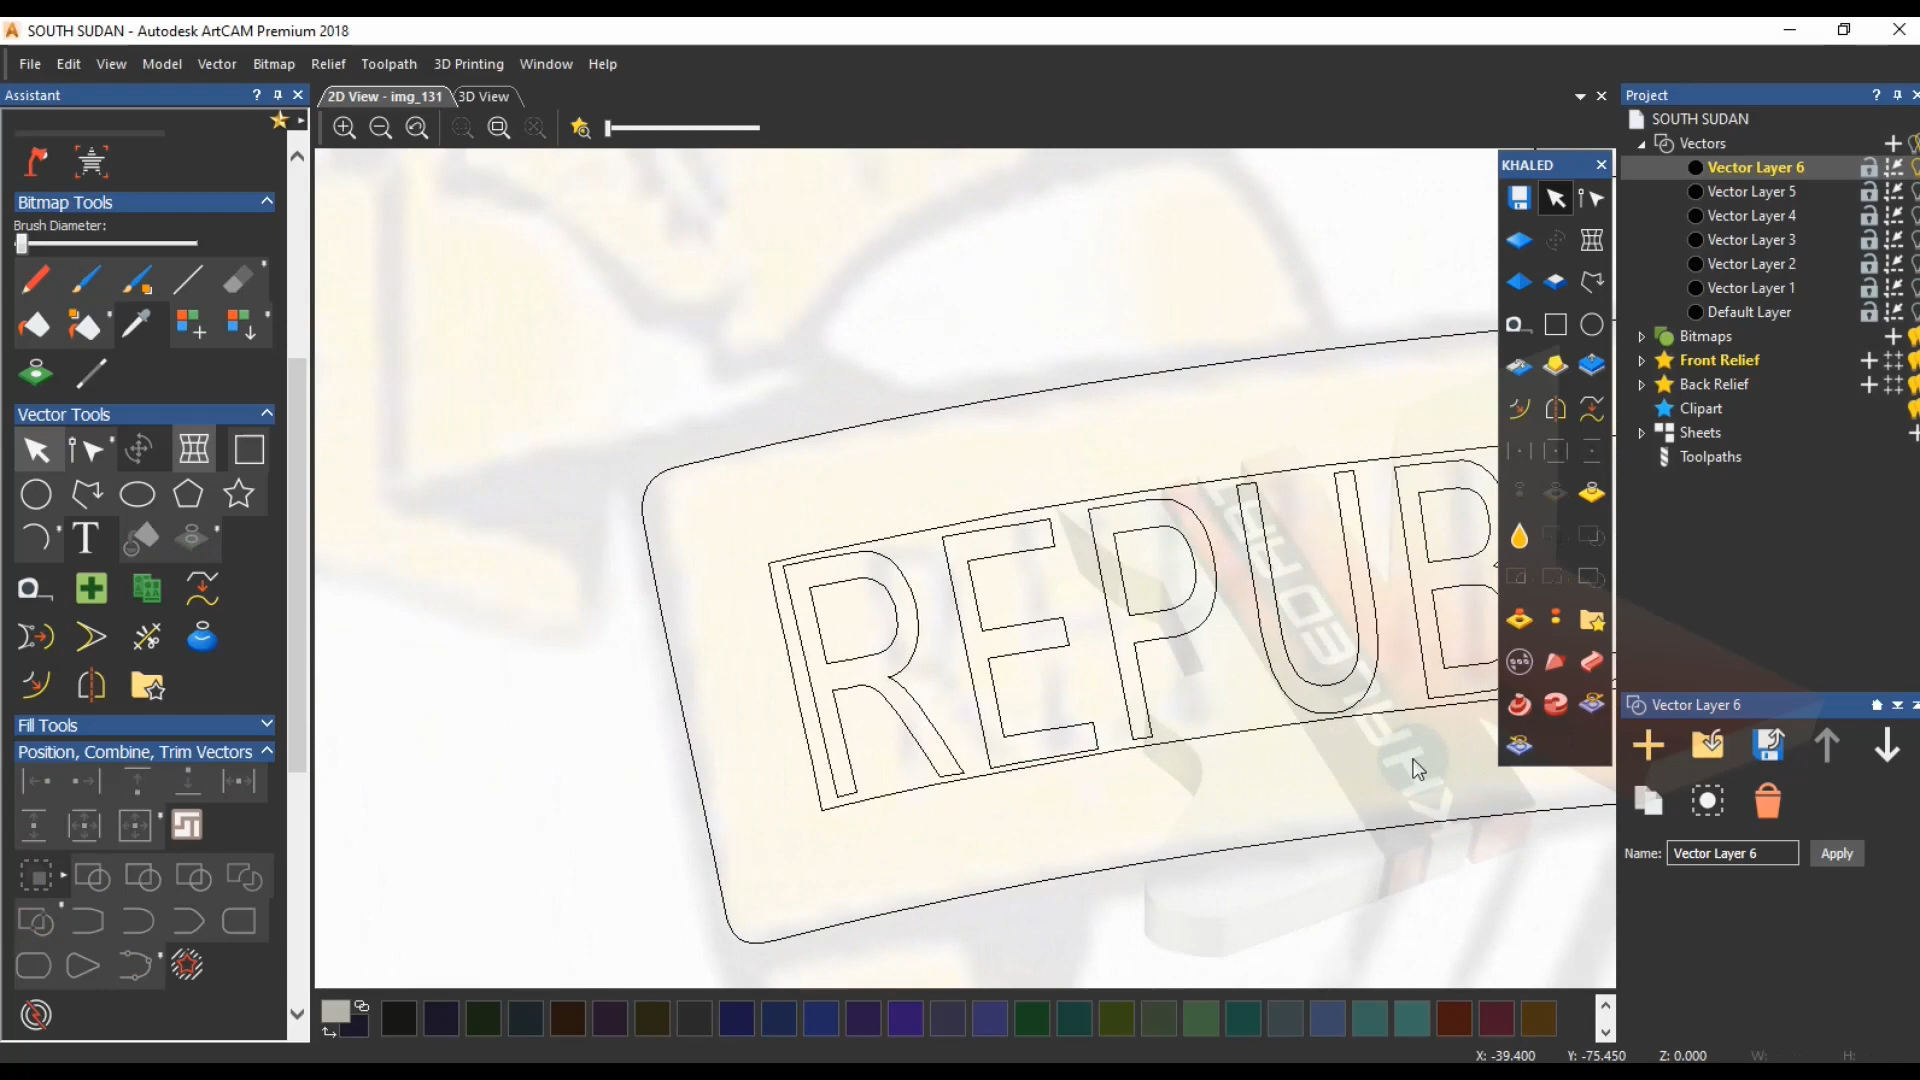 SOUTH SUDAN - Autodesk ArtCAM Premium 2018
File Edit View Model Vector Bitmap Relief Toolpath 3D Printing Window Help
Assistant ?
2D View - img_131
3D View
Project ?
SOUTH SUDAN
Vectors
Vector Layer 6
Vector Layer 5
Vector Layer 4
Vector Layer 3
Vector Layer 2
Vector Layer 1
Default Layer
Bitmaps
Front Relief
Back Relief
Clipart
Sheets
Toolpaths
Bitmap Tools
Brush Diameter:
Vector Tools
Fill Tools
Position, Combine, Trim Vectors
KHALED
REPUB
Vector Layer 6
Name: Vector Layer 6 Apply
X: -39.400 Y: -75.450 Z: 0.000 W: H: